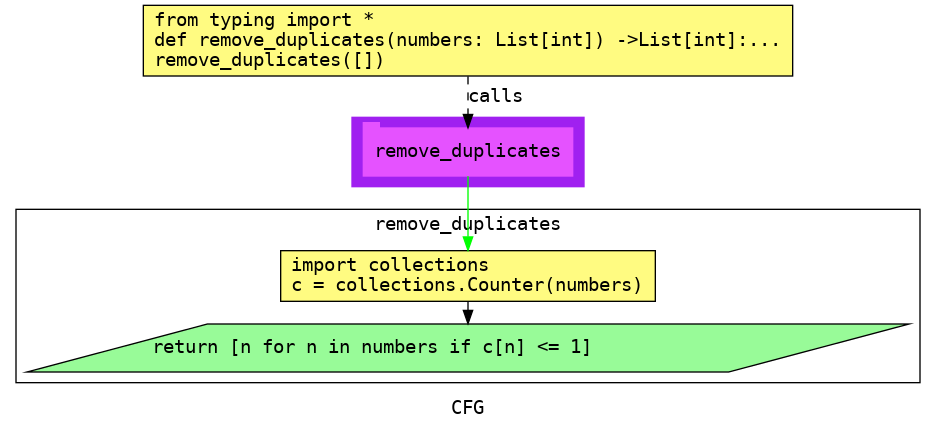 from typing import *
def remove_duplicates(numbers: List[int]) ->List[int]:...
remove_duplicates([])
calls
remove_duplicates
remove_duplicates
import collections
c = collections.Counter(numbers)
return [n for n in numbers if c[n] <= 1]
CFG